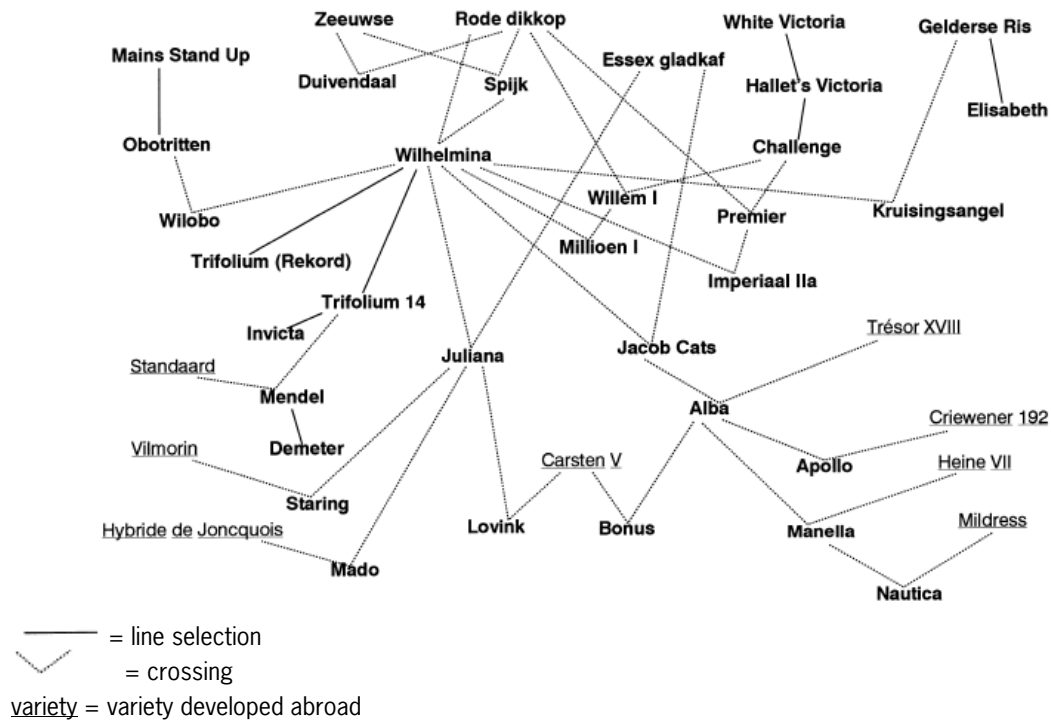 Zeeuwse Rode dikkop White Victoria Gelderse Ris
Mains Stand Up Essex gladkaf
Duivendaal Spijk Hallet's Victoria
Elisabeth
Obotritten Wilhelmina Challenge
Wilobo Willem I Premier Kruisingsangel
Millioen I
Trifolium (Rekord) Imperiaal IIa
Trifolium 14
Invicta Trésor XVIII
Standaard Juliana Jacob Cats
Mendel Alba
Criewener 192
Vilmorin Demeter Carsten V Apollo Heine VII
Staring
Hybride de Joncquois Lovink Bonus Manella Mildress
Mado
Nautica
= line selection
= crossing
variety = variety developed abroad